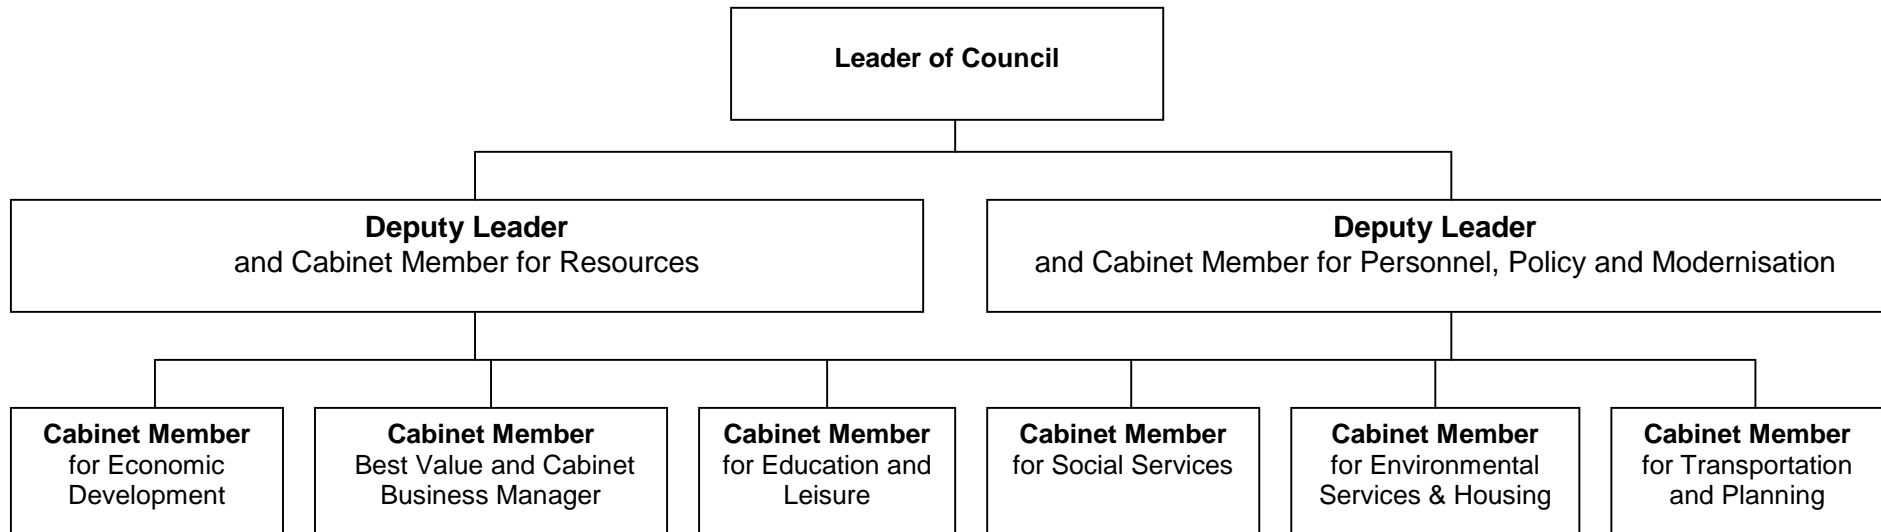 Leader of Council
Deputy Leader
and Cabinet Member for Resources
Deputy Leader
and Cabinet Member for Personnel, Policy and Modernisation
Cabinet Member
for Economic
Development
Cabinet Member
Best Value and Cabinet
Business Manager
Cabinet Member
for Education and
Leisure
Cabinet Member
for Social Services
Cabinet Member
for Environmental
Services & Housing
Cabinet Member
for Transportation
and Planning